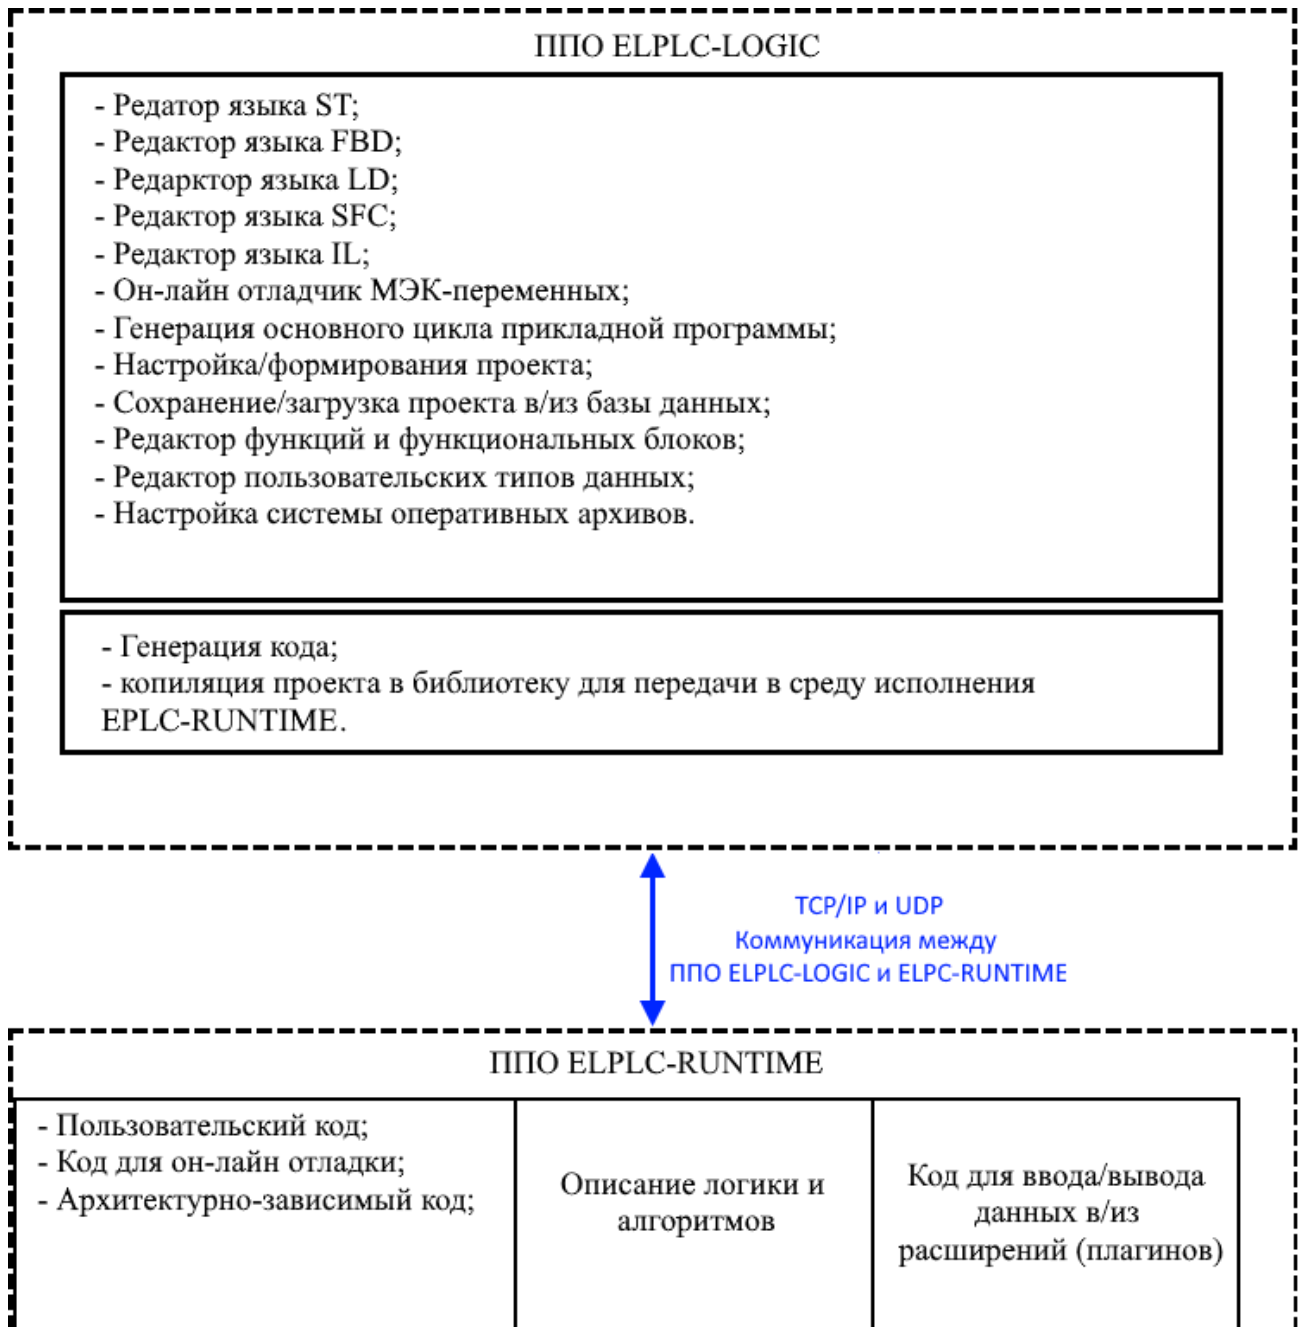 ППО ELPLC-LOGIC
- Редатор языка ST;
- Редактор языка FBD;
- Редарктор языка LD;
- Редактор языка SFC;
- Редактор языка IL;
- Он-лайн отладчик МЭК-переменных;
- Генерация основного цикла прикладной программы;
- Настройка/формирования проекта;
- Сохранение/загрузка проекта в/из базы данных;
- Редактор функций и функциональных блоков;
- Редактор пользовательских типов данных;
- Настройка системы оперативных архивов.
- Генерация кода;
- копиляция проекта в библиотеку для передачи в среду исполнения
EPLC-RUNTIME.
TCP/IP и UDP
Коммуникация между
ППО ELPLC-LOGIC и ELPC-RUNTIME
ППО ELPLC-RUNTIME
- Пользовательский код;
- Код для он-лайн отладки;
- Архитектурно-зависимый код;
Описание логики и
алгоритмов
Код для ввода/вывода
данных в/из
расширений (плагинов)